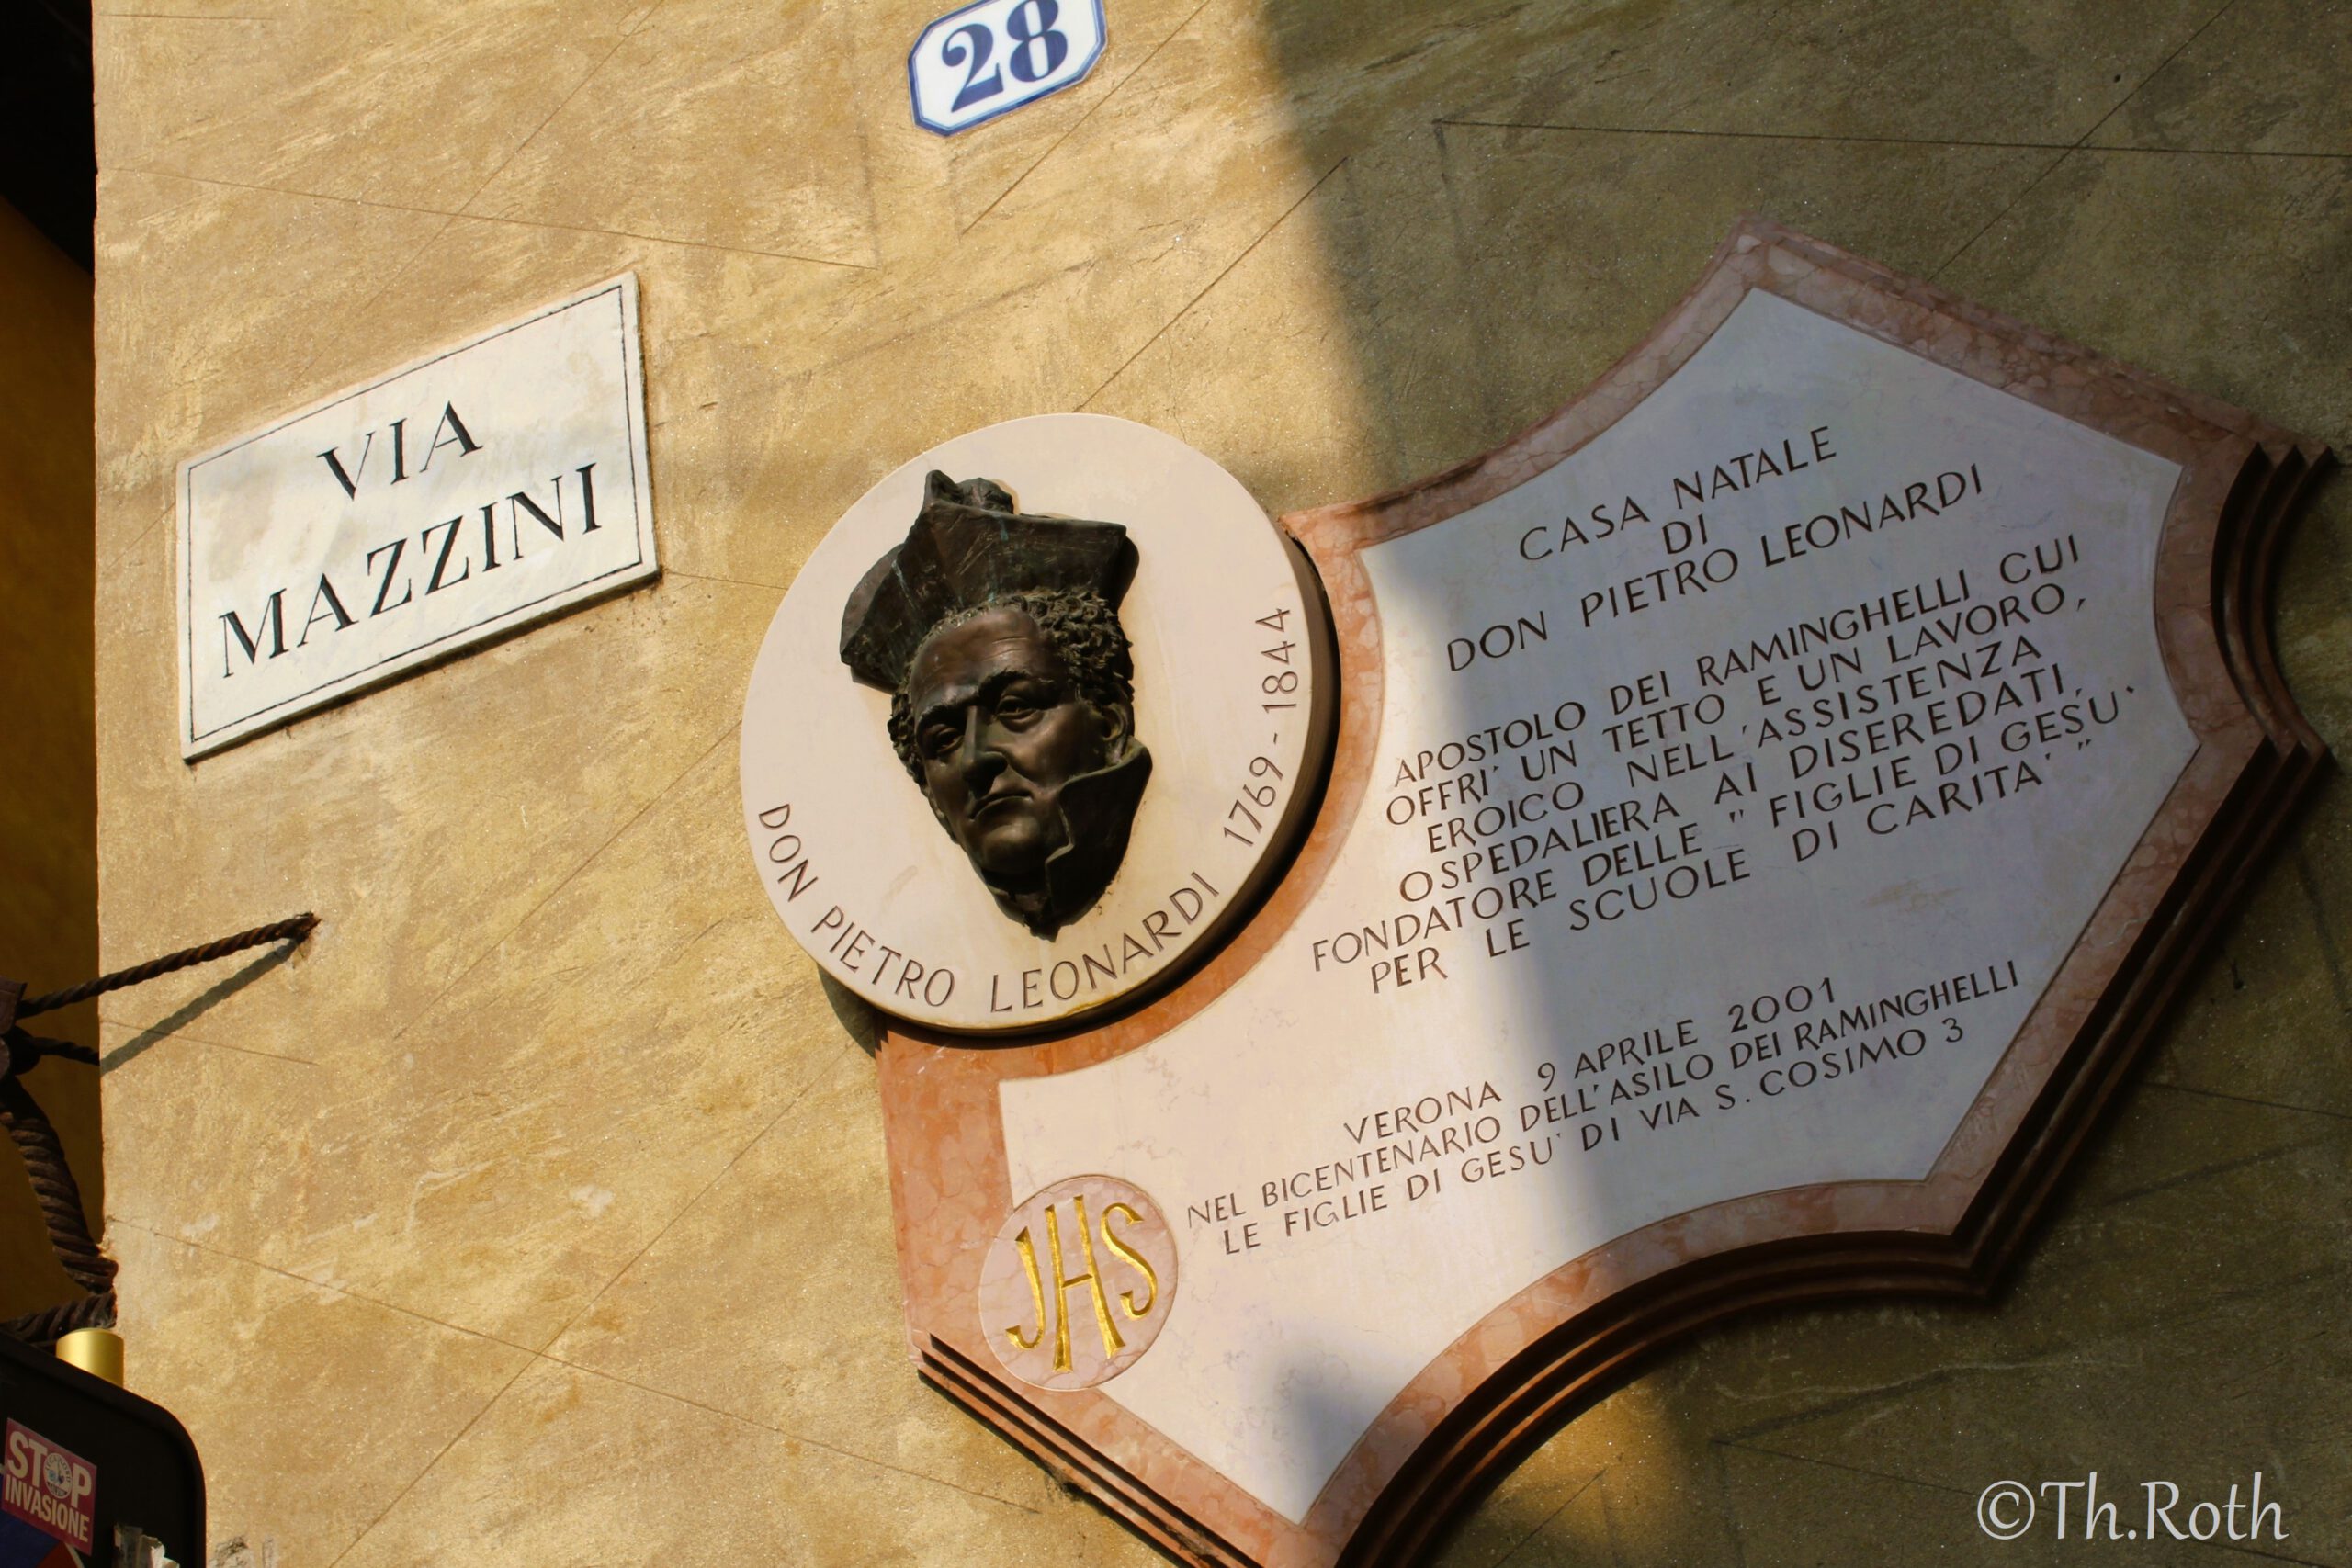 28
VIA
MAZZINI
DON PIETRO LEONARDI 1769-1844
CASA NATALE
DI
DON PIETRO LEONARDI
APOSTOLO DEI RAMINGHELLI CUI
OFFRI' UN TETTO E UN LAVORO,
EROICO NELL'ASSISTENZA
OSPEDALIERA AI DISEREDATI,
FONDATORE DELLE "FIGLIE DI GESU'
PER LE SCUOLE DI CARITA'"
VERONA 9 APRILE 2001
NEL BICENTENARIO DELL'ASILO DEI RAMINGHELLI
LE FIGLIE DI GESU' DI VIA S. COSIMO 3
JHS
STOP
INVASIONE
©Th.Roth